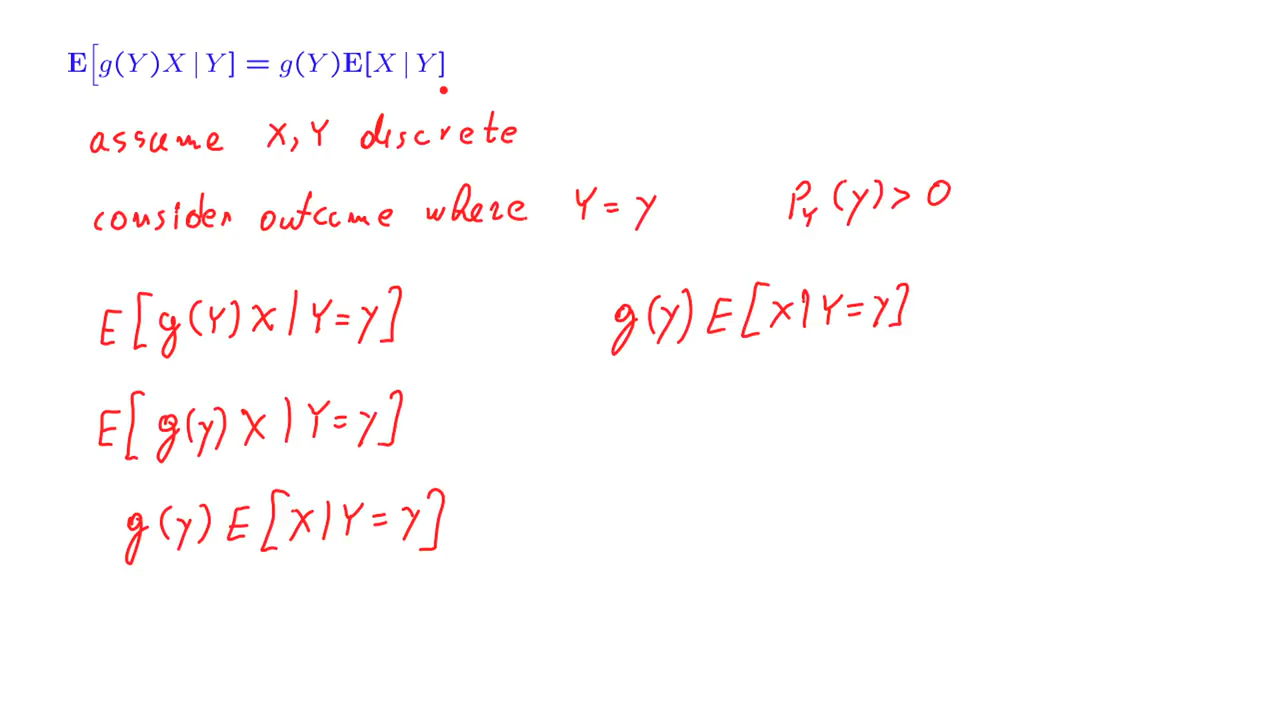 E[g(Y)X | Y] = g(Y)E[X | Y]
assume X, Y discrete
consider outcome where Y = y P_Y(y) > 0
E[g(Y)X | Y = y] g(y) E[X | Y = y]
E[g(y)X | Y = y]
g(y) E[X | Y = y]